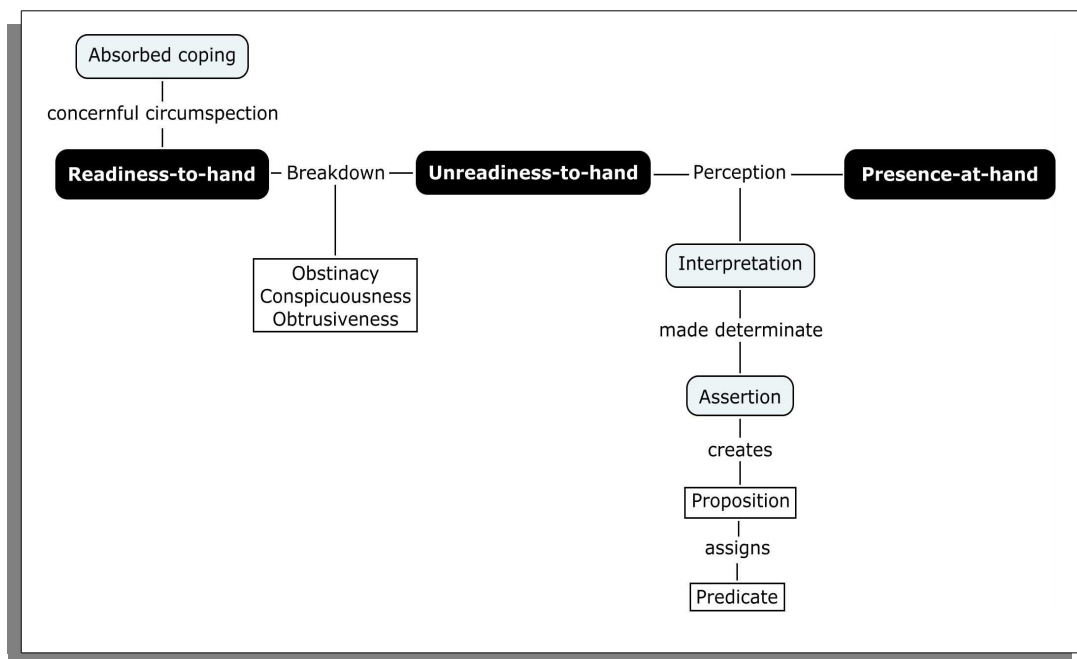 Absorbed coping
concernful circumspection
Readiness-to-hand
Breakdown
Unreadiness-to-hand
Perception
Presence-at-hand
Obstinacy
Conspicuousness
Obtrusiveness
Interpretation
made determinate
Assertion
creates
Proposition
assigns
Predicate